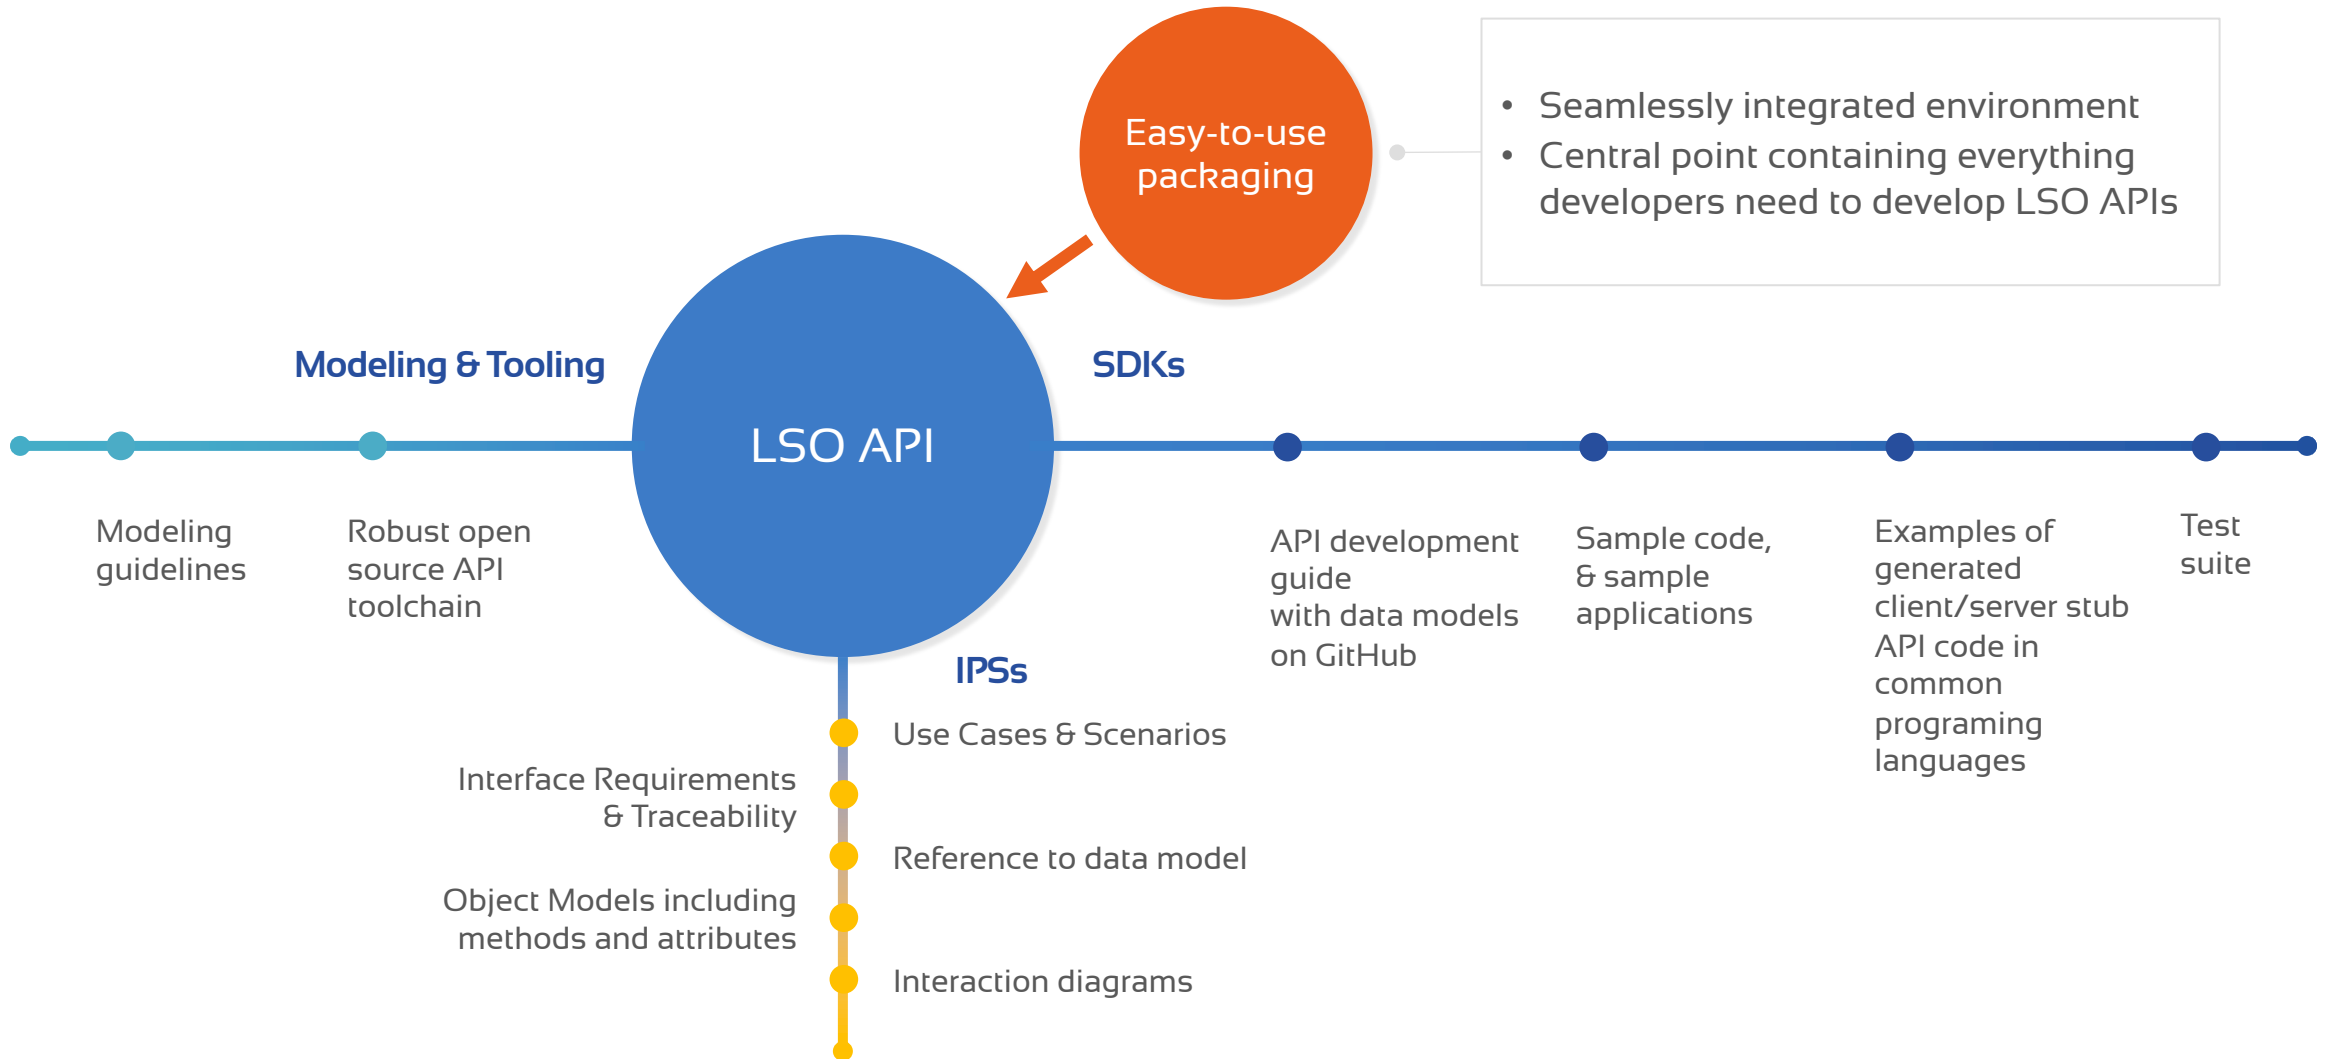 Easy-to-use
packaging
• Seamlessly integrated environment
• Central point containing everything
developers need to develop LSO APIs
Modeling & Tooling
SDKs
LSO API
Modeling
guidelines
Robust open
source API
toolchain
API development
guide
with data models
on GitHub
Sample code,
& sample
applications
Examples of
generated
client/server stub
API code in
common
programing
languages
Test
suite
IPSs
Use Cases & Scenarios
Interface Requirements
& Traceability
Reference to data model
Object Models including
methods and attributes
Interaction diagrams